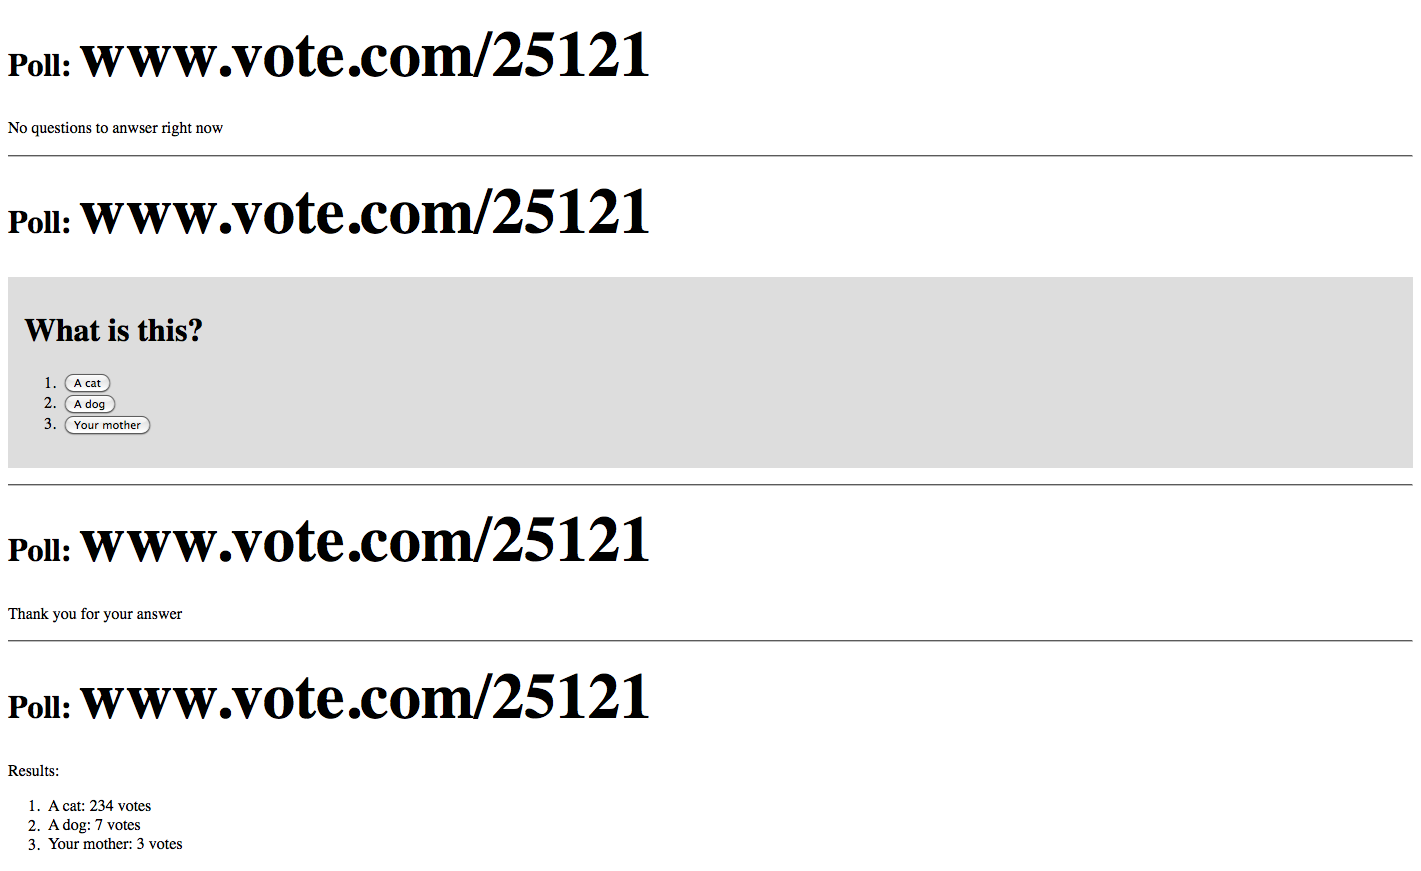 Poll: www.vote.com/25121
No questions to anwser right now
Poll: www.vote.com/25121
What is this?
1. A cat
2. A dog
3. Your mother
Poll: www.vote.com/25121
Thank you for your answer
Poll: www.vote.com/25121
Results:
1. A cat: 234 votes
2. A dog: 7 votes
3. Your mother: 3 votes